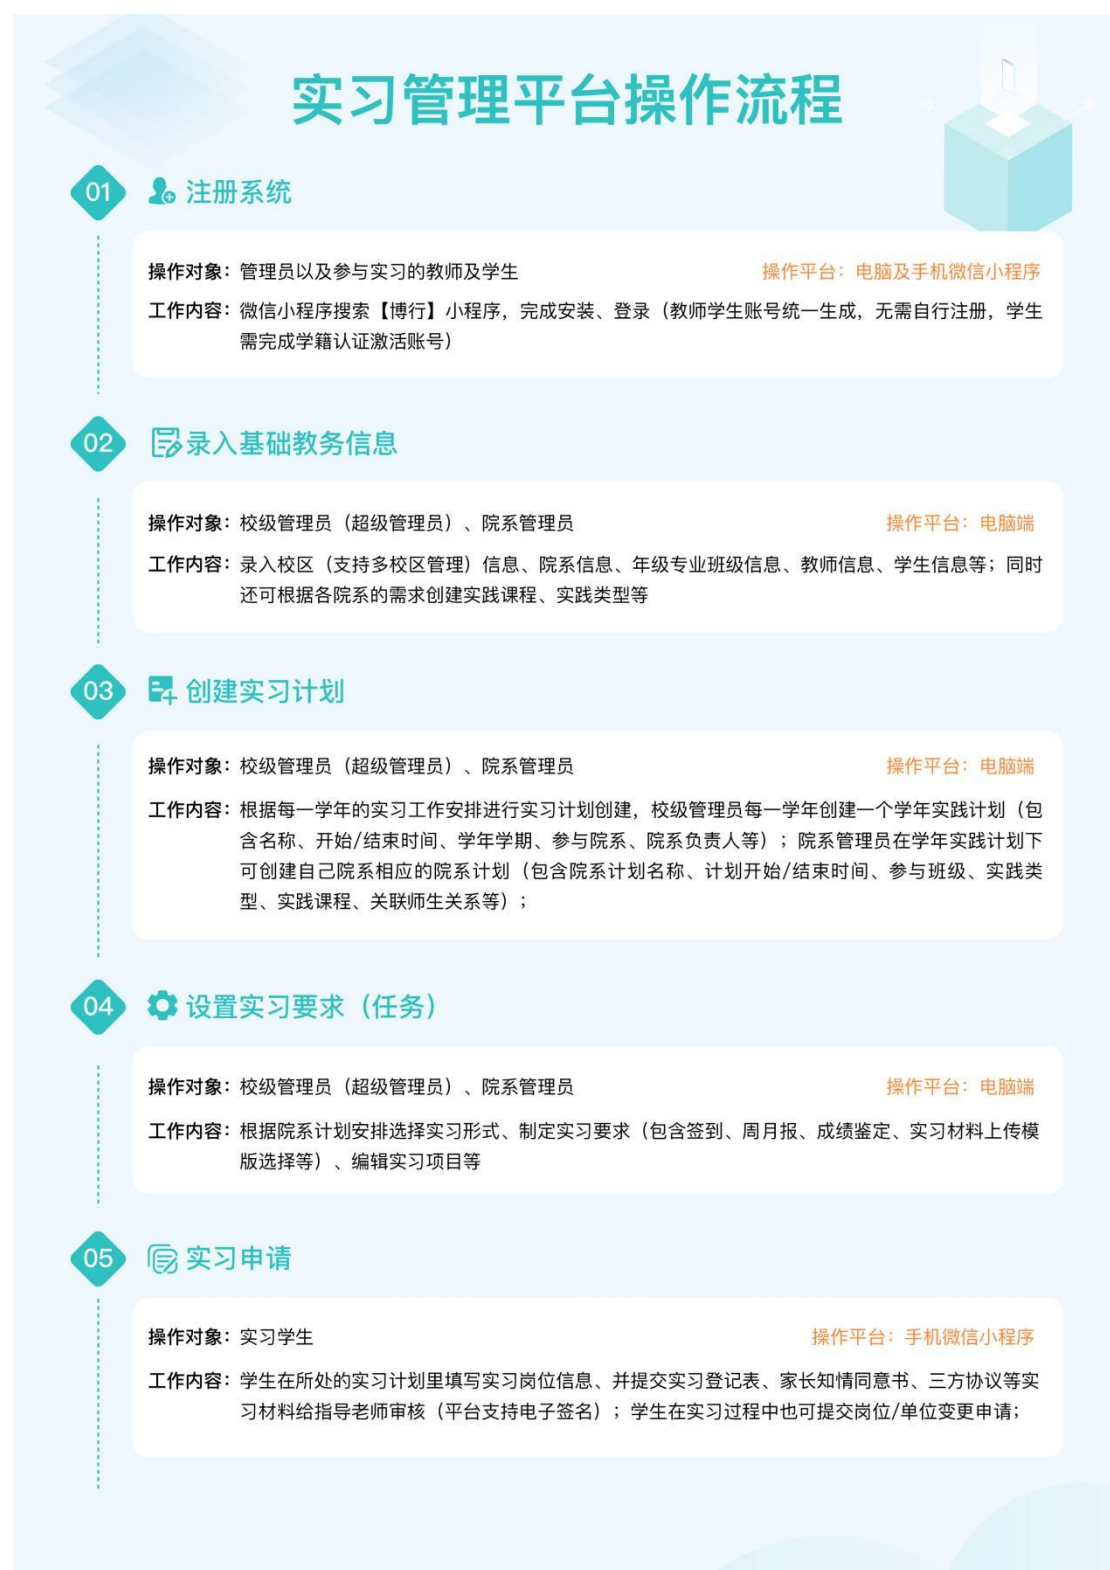 实习管理平台操作流程
01 注册系统
操作对象：管理员以及参与实习的教师及学生 操作平台：电脑及手机微信小程序
工作内容：微信小程序搜索【博行】小程序，完成安装、登录（教师学生账号统一生成，无需自行注册，学生
需完成学籍认证激活账号）
02 录入基础教务信息
操作对象：校级管理员（超级管理员）、院系管理员 操作平台：电脑端
工作内容：录入校区（支持多校区管理）信息、院系信息、年级专业班级信息、教师信息、学生信息等；同时
还可根据各院系的需求创建实践课程、实践类型等
03 创建实习计划
操作对象：校级管理员（超级管理员）、院系管理员 操作平台：电脑端
工作内容：根据每一学年的实习工作安排进行实习计划创建，校级管理员每一学年创建一个学年实践计划（包
含名称、开始/结束时间、学年学期、参与院系、院系负责人等）；院系管理员在学年实践计划下
可创建自己院系相应的院系计划（包含院系计划名称、计划开始/结束时间、参与班级、实践类
型、实践课程、关联师生关系等）；
04 设置实习要求（任务）
操作对象：校级管理员（超级管理员）、院系管理员 操作平台：电脑端
工作内容：根据院系计划安排选择实习形式、制定实习要求（包含签到、周月报、成绩鉴定、实习材料上传模
版选择等）、编辑实习项目等
05 实习申请
操作对象：实习学生 操作平台：手机微信小程序
工作内容：学生在所处的实习计划里填写实习岗位信息、并提交实习登记表、家长知情同意书、三方协议等实
习材料给指导老师审核（平台支持电子签名）；学生在实习过程中也可提交岗位/单位变更申请；